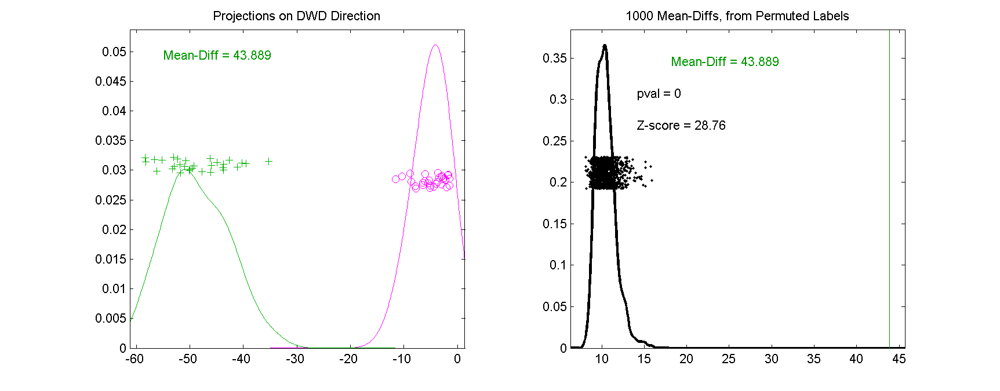 Projections on DWD Direction
Mean-Diff = 43.889
0.05
0.045
0.04
0.035
0.03
0.025
0.02
0.015
0.01
0.005
0
-60 -50 -40 -30 -20 -10 0
1000 Mean-Diffs, from Permuted Labels
Mean-Diff = 43.889
pval = 0
Z-score = 28.76
0.35
0.3
0.25
0.2
0.15
0.1
0.05
0
10 15 20 25 30 35 40 45